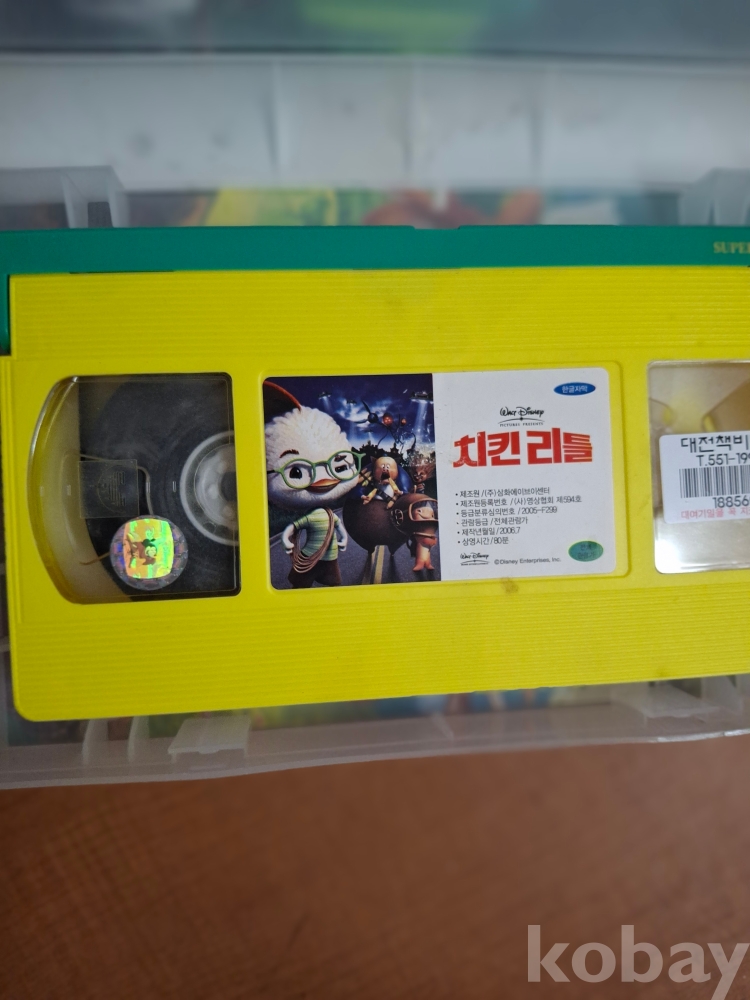 SUPE
한글자막
WALT DISNEY
PICTURES PRESENTS
치킨 리틀
• 제조원 / (주)삼화에이브이센터
• 제조원등록번호 / (사)영상협회 제594호
• 등급분류심의번호 / 2005-F299
• 관람등급 / 전체관람가
• 제작년월일 / 2006.7
• 상영시간 / 80분
WALT DISNEY
©Disney Enterprises, Inc.
대전책비
T.551-199
18856
kobay